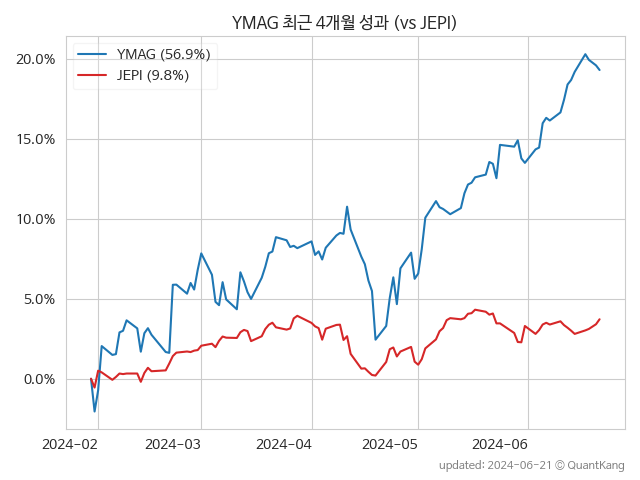 YMAG 최근 4개월 성과 (vs JEPI)
YMAG (56.9%)
JEPI (9.8%)
20.0%
15.0%
10.0%
5.0%
0.0%
2024-02
2024-03
2024-04
2024-05
2024-06
updated: 2024-06-21 © QuantKang